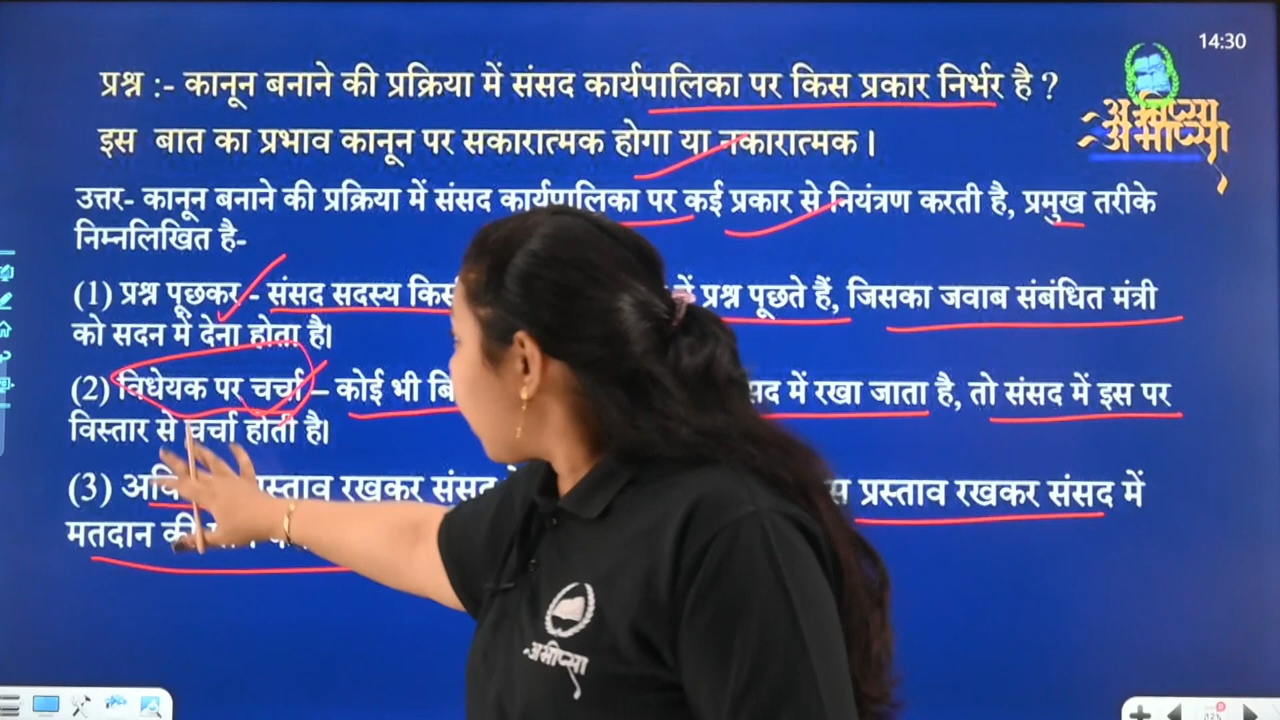 14:30
प्रश्न :- कानून बनाने की प्रक्रिया में संसद कार्यपालिका पर किस प्रकार निर्भर है ?
अभीप्सा
अभीप्सा
इस बात का प्रभाव कानून पर सकारात्मक होगा या नकारात्मक ।
उत्तर- कानून बनाने की प्रक्रिया में संसद कार्यपालिका पर कई प्रकार से नियंत्रण करती है, प्रमुख तरीके
निम्नलिखित है-
(1) प्रश्न पूछकर - संसद सदस्य प्रश्न पूछते हैं, जिसका जवाब संबंधित मंत्री
को सदन में देना होता है।
(2) विधेयक पर चर्चा – कोई भी में रखा जाता है, तो संसद में इस पर
विस्तार से चर्चा होती है।
(3) रखकर संसद प्रस्ताव रखकर संसद में
मतदान की
अभीप्सा